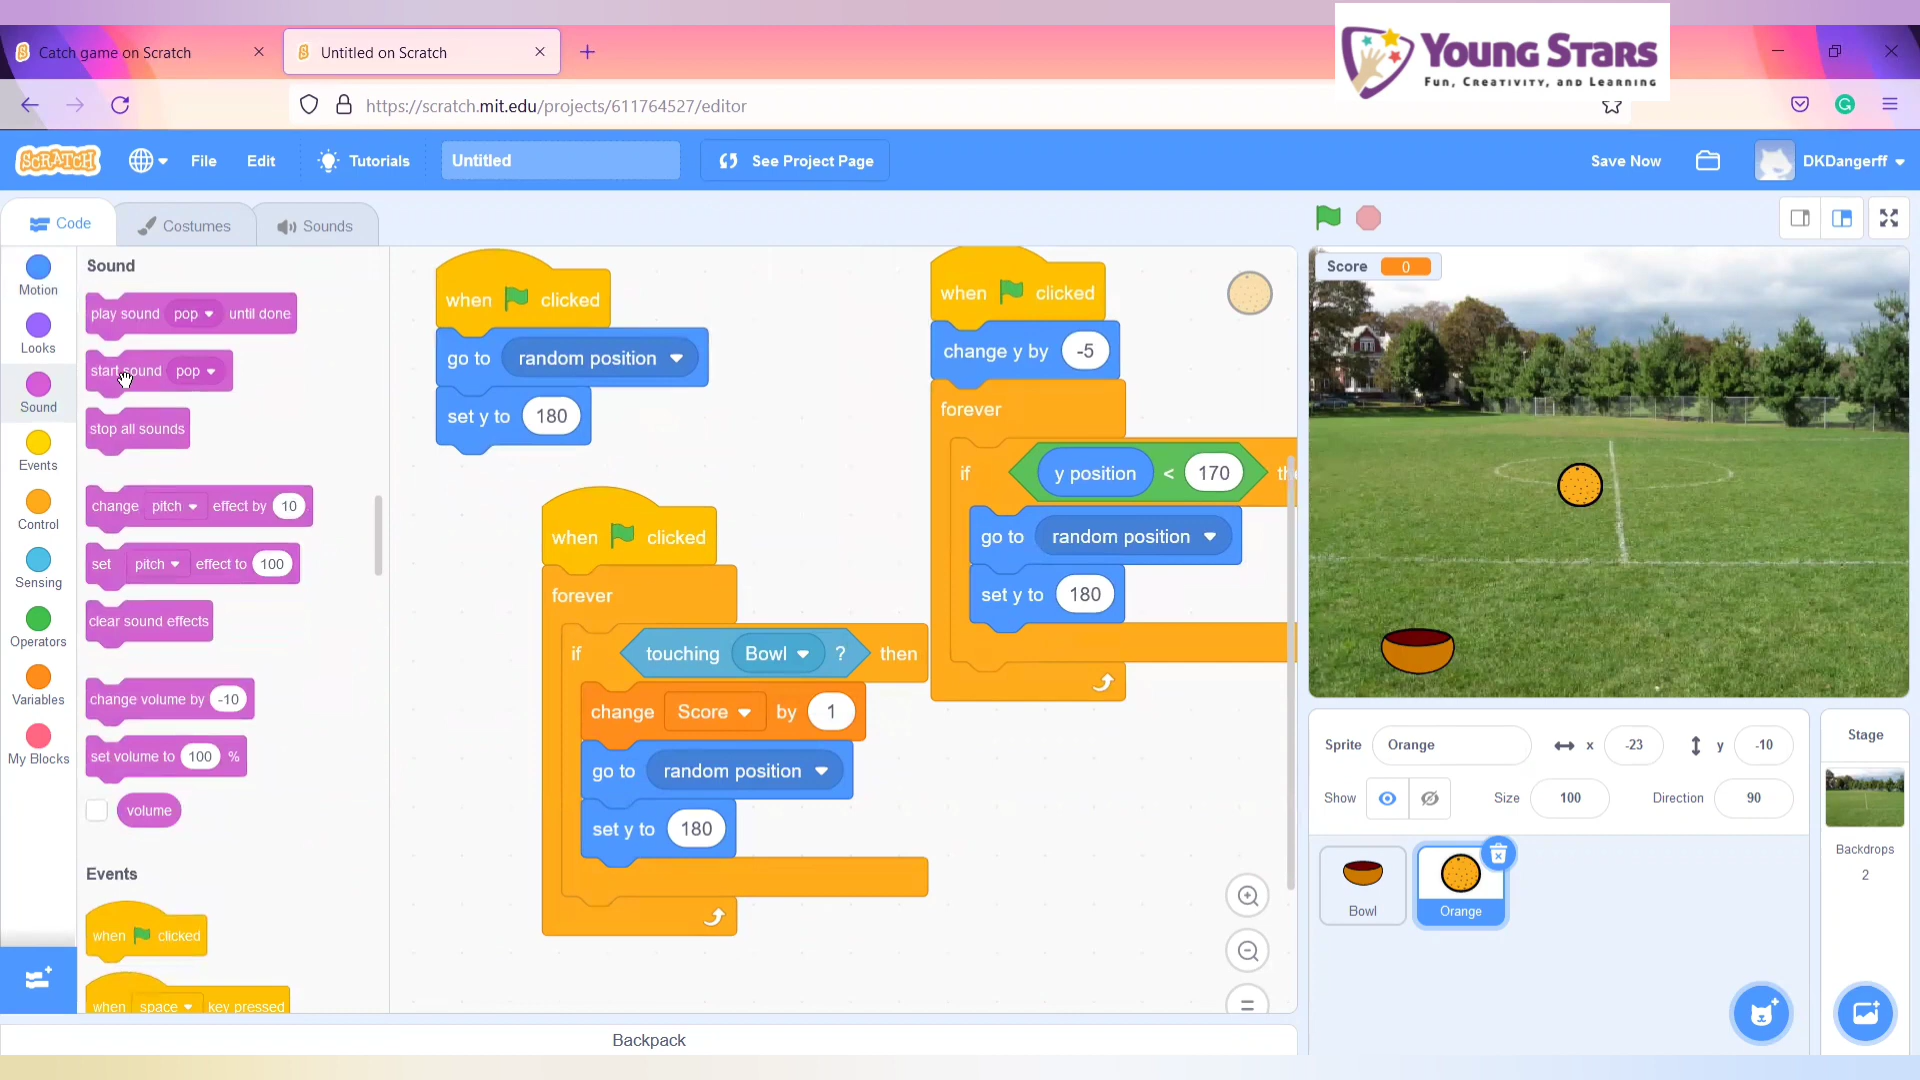 Young Stars
Fun, Creativity, and Learning
Catch game on Scratch
Untitled on Scratch
https://scratch.mit.edu/projects/611764527/editor
SCRATCH
File
Edit
Tutorials
Untitled
See Project Page
Save Now
DKDangerff
Code
Costumes
Sounds
Motion
Looks
Sound
Events
Control
Sensing
Operators
Variables
My Blocks
Sound
play sound pop until done
start sound pop
stop all sounds
change pitch effect by 10
set pitch effect to 100
clear sound effects
change volume by -10
set volume to 100 %
volume
Events
when clicked
when space key pressed
when clicked
go to random position
set y to 180
when clicked
forever
if touching Bowl ? then
change Score by 1
go to random position
set y to 180
when clicked
change y by -5
forever
if y position < 170 th
go to random position
set y to 180
Score 0
Sprite Orange x -23 y -10
Show Size 100 Direction 90
Bowl
Orange
Stage
Backdrops
2
Backpack